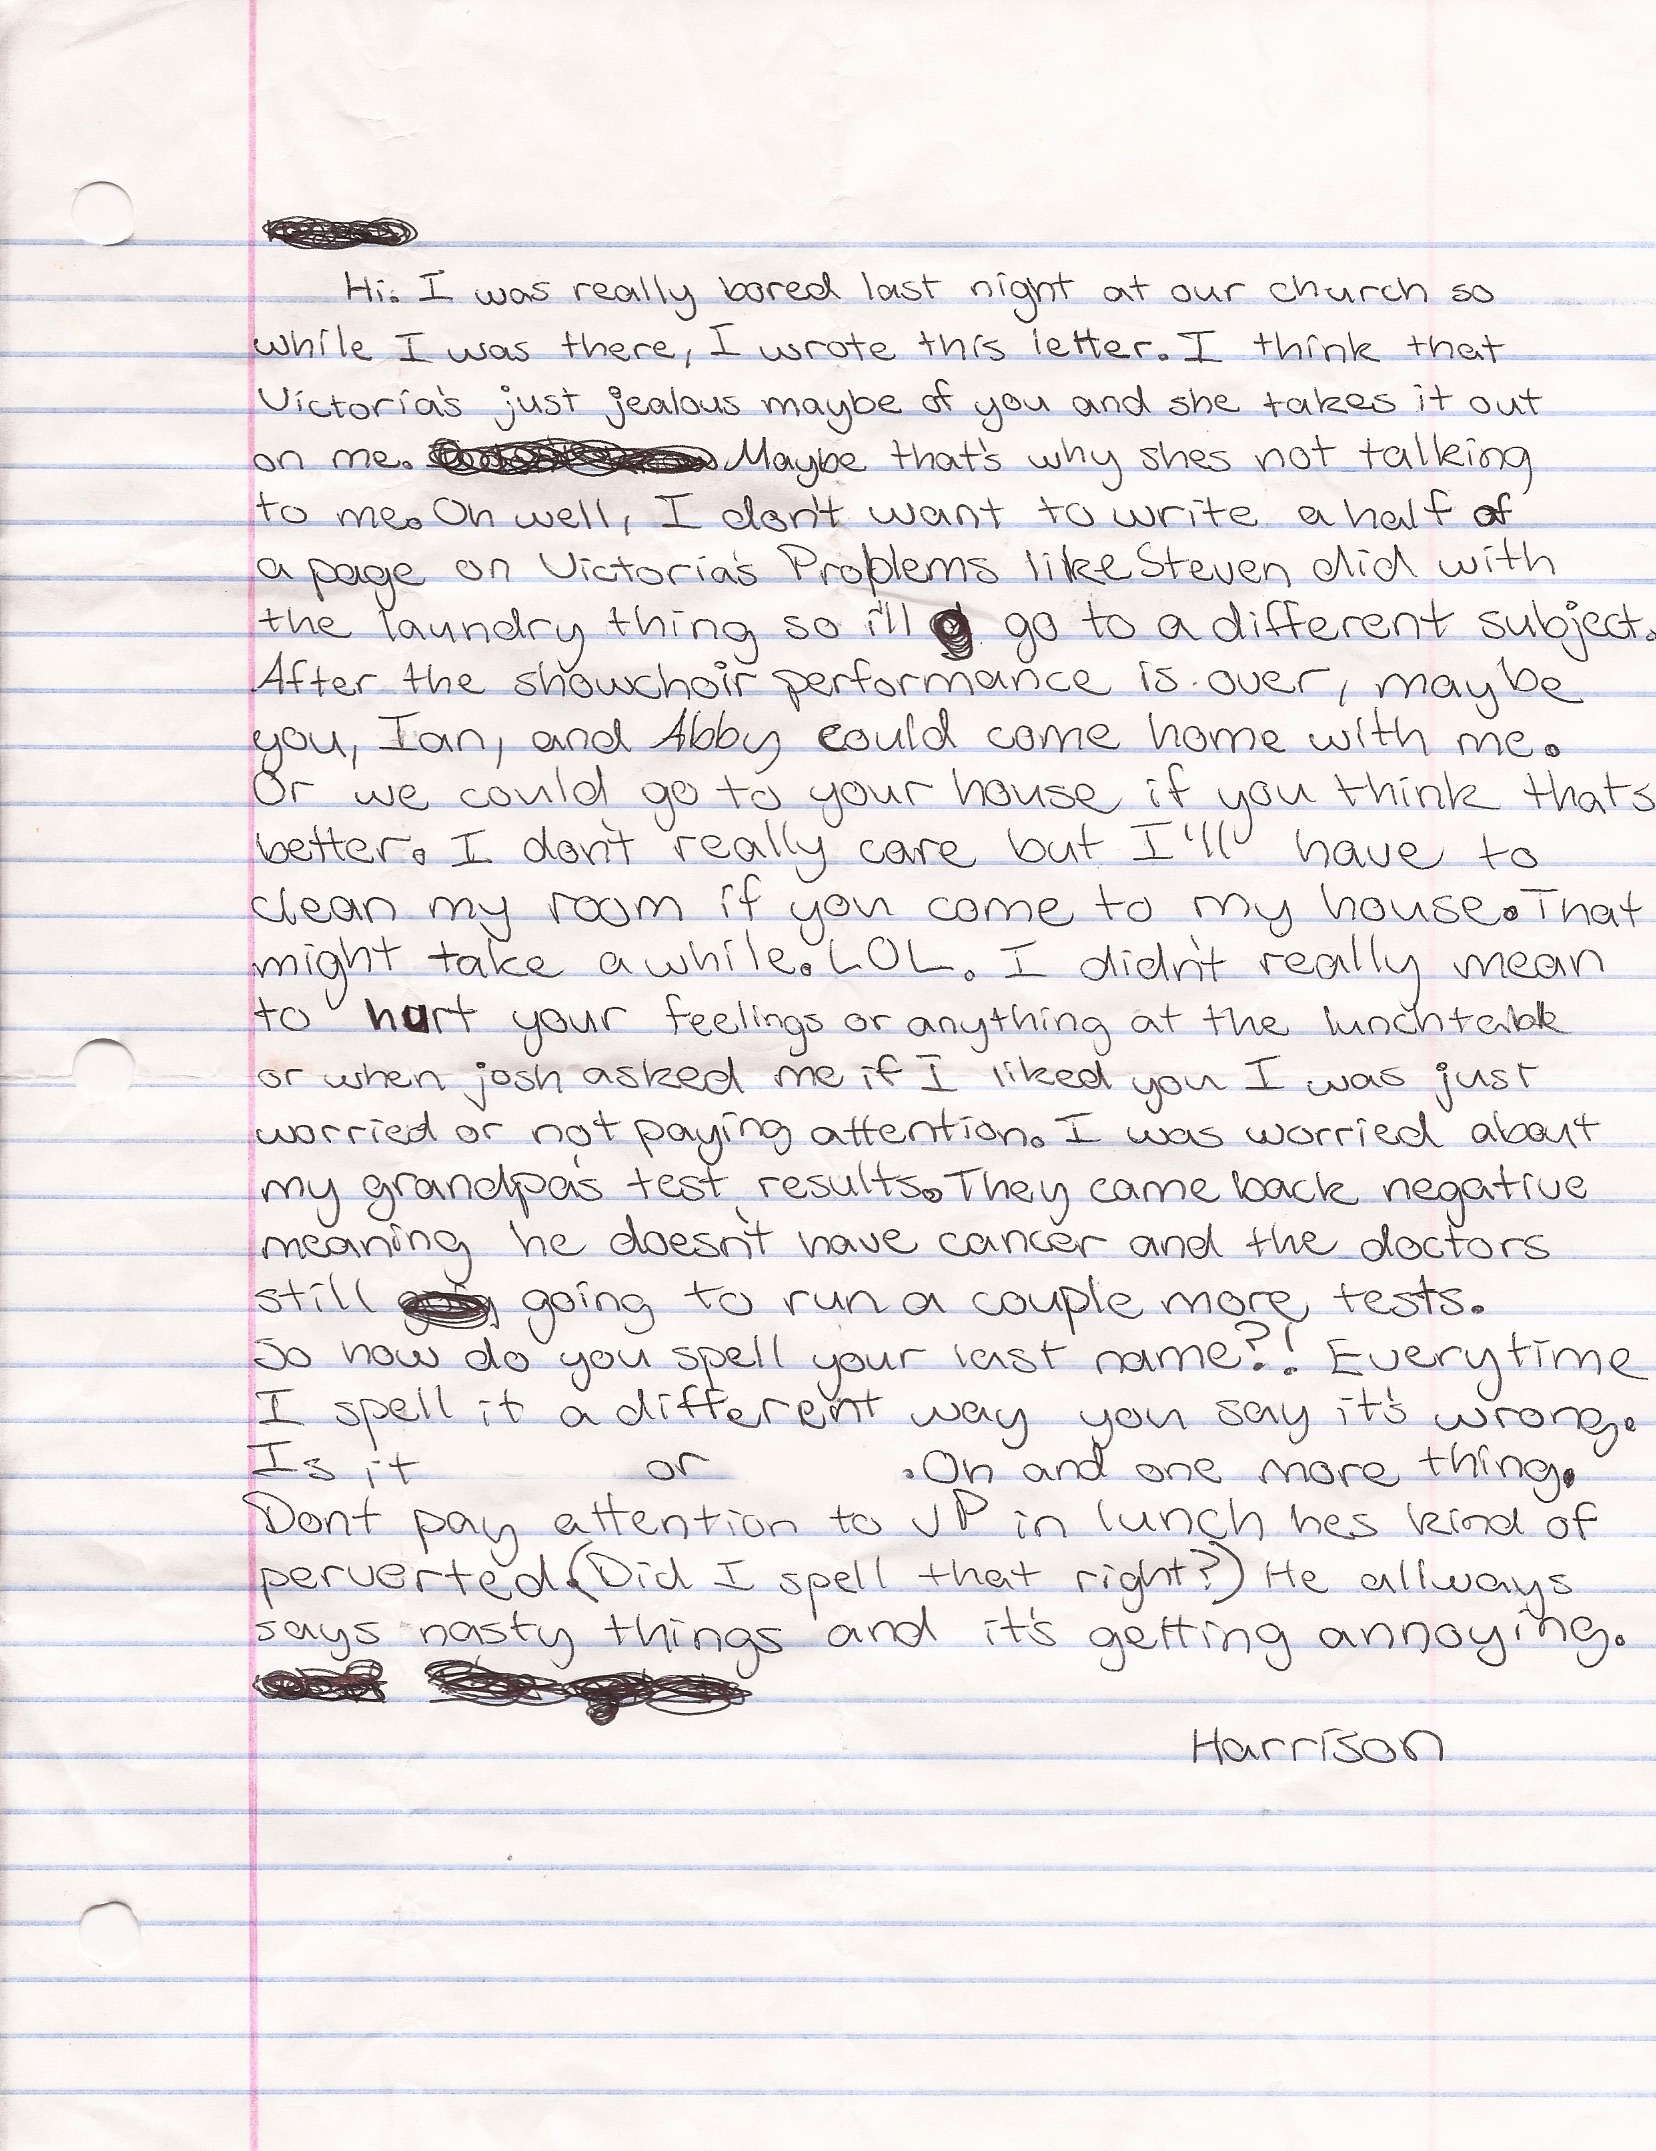 Hi. I was really bored last night at our church so
while I was there, I wrote this letter. I think that
Victoria's just jealous maybe of you and she takes it out
on me. Maybe that's why shes not talking
to me. Oh well, I don't want to write a half of
a page on Victoria's Problems like Steven did with
the laundry thing so i'll go to a different subject.
After the showchoir performance is over, maybe
you, Ian, and Abby could come home with me.
Or we could go to your house if you think thats
better. I don't really care but I'll have to
clean my room if you come to my house. That
might take a while. LOL. I didn't really mean
to hurt your feelings or anything at the lunchtable
or when josh asked me if I liked you I was just
worried or not paying attention. I was worried about
my grandpa's test results. They came back negative
meaning he doesn't have cancer and the doctors
still going to run a couple more tests.
So how do you spell your last name?! Everytime
I spell it a different way you say it's wrong.
Is it or . Oh and one more thing.
Dont pay attention to JP in lunch hes kind of
perverted. (Did I spell that right?) He allways
says nasty things and it's getting annoying.
Harrison